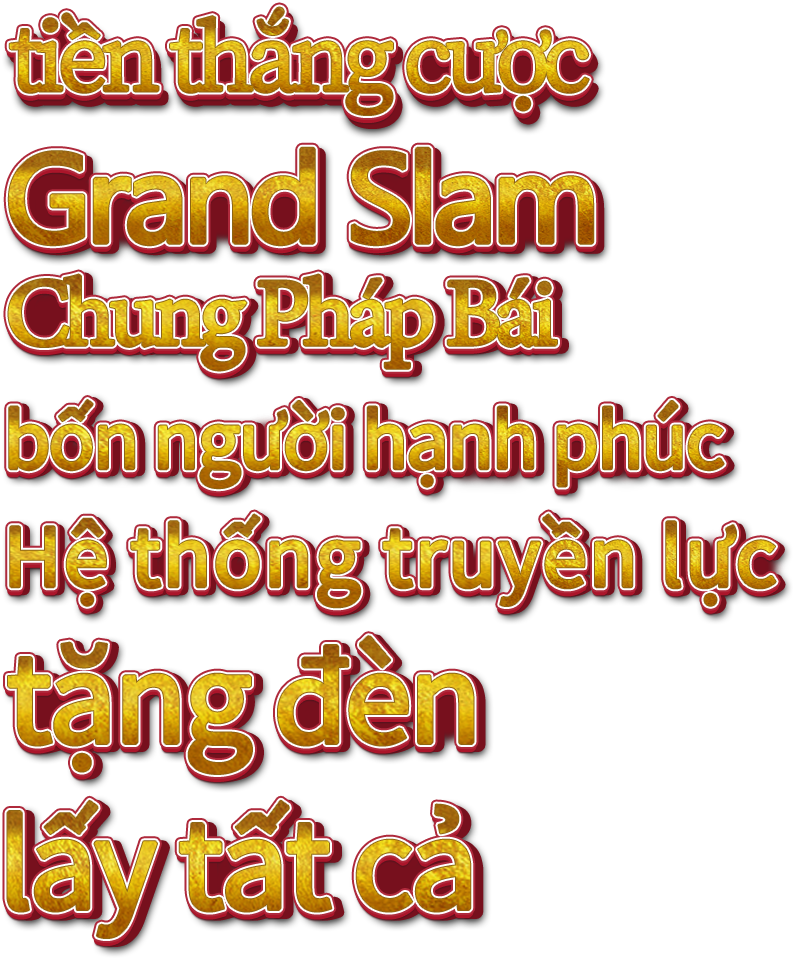 tiền thắng cược
Grand Slam
Chung Pháp Bái
bốn người hạnh phúc
Hệ thống truyền lực
tặng đèn
lấy tất cả